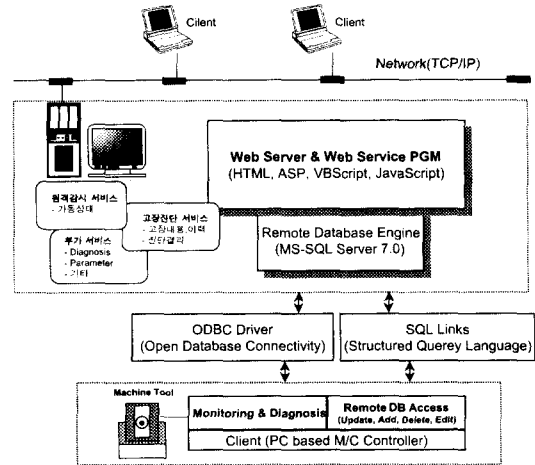 Cilent
Client
Network(TCP/IP)
Web Server & Web Service PGM
(HTML, ASP, VBScript, JavaScript)
원격감시 서비스
- 가동상태
고장진단 서비스
- 고장내용,이력
- 진단결과
부가 서비스
- Diagnosis
- Parameter
- 기타
Remote Database Engine
(MS-SQL Server 7.0)
ODBC Driver
(Open Database Connectivity)
SQL Links
(Structured Querey Language)
Machine Tool
Monitoring & Diagnosis
Remote DB Access
(Update, Add, Delete, Edit)
Client (PC based M/C Controller)